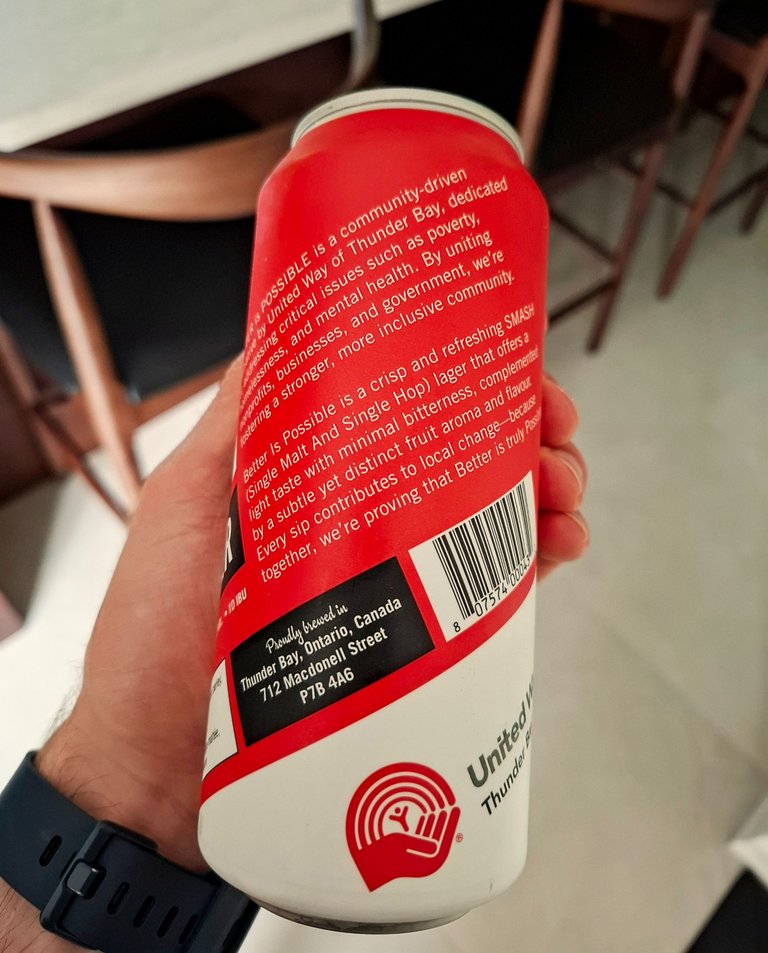 is POSSIBLE is a community-driven
by United Way of Thunder Bay, dedicated
critical issues such as poverty,
and mental health. By uniting
businesses, and government, we're
fostering a stronger, more inclusive community.
Better Is Possible is a crisp and refreshing SMASH
(Single Malt And Single Hop) lager that offers a
light taste with minimal bitterness, complemented
by a subtle yet distinct fruit aroma and flavour.
Every sip contributes to local change—because
together, we're proving that Better is truly
10 IBU
Proudly brewed in
Thunder Bay, Ontario, Canada
712 Macdonell Street
P7B 4A6
8 07574
United
Thunder
®